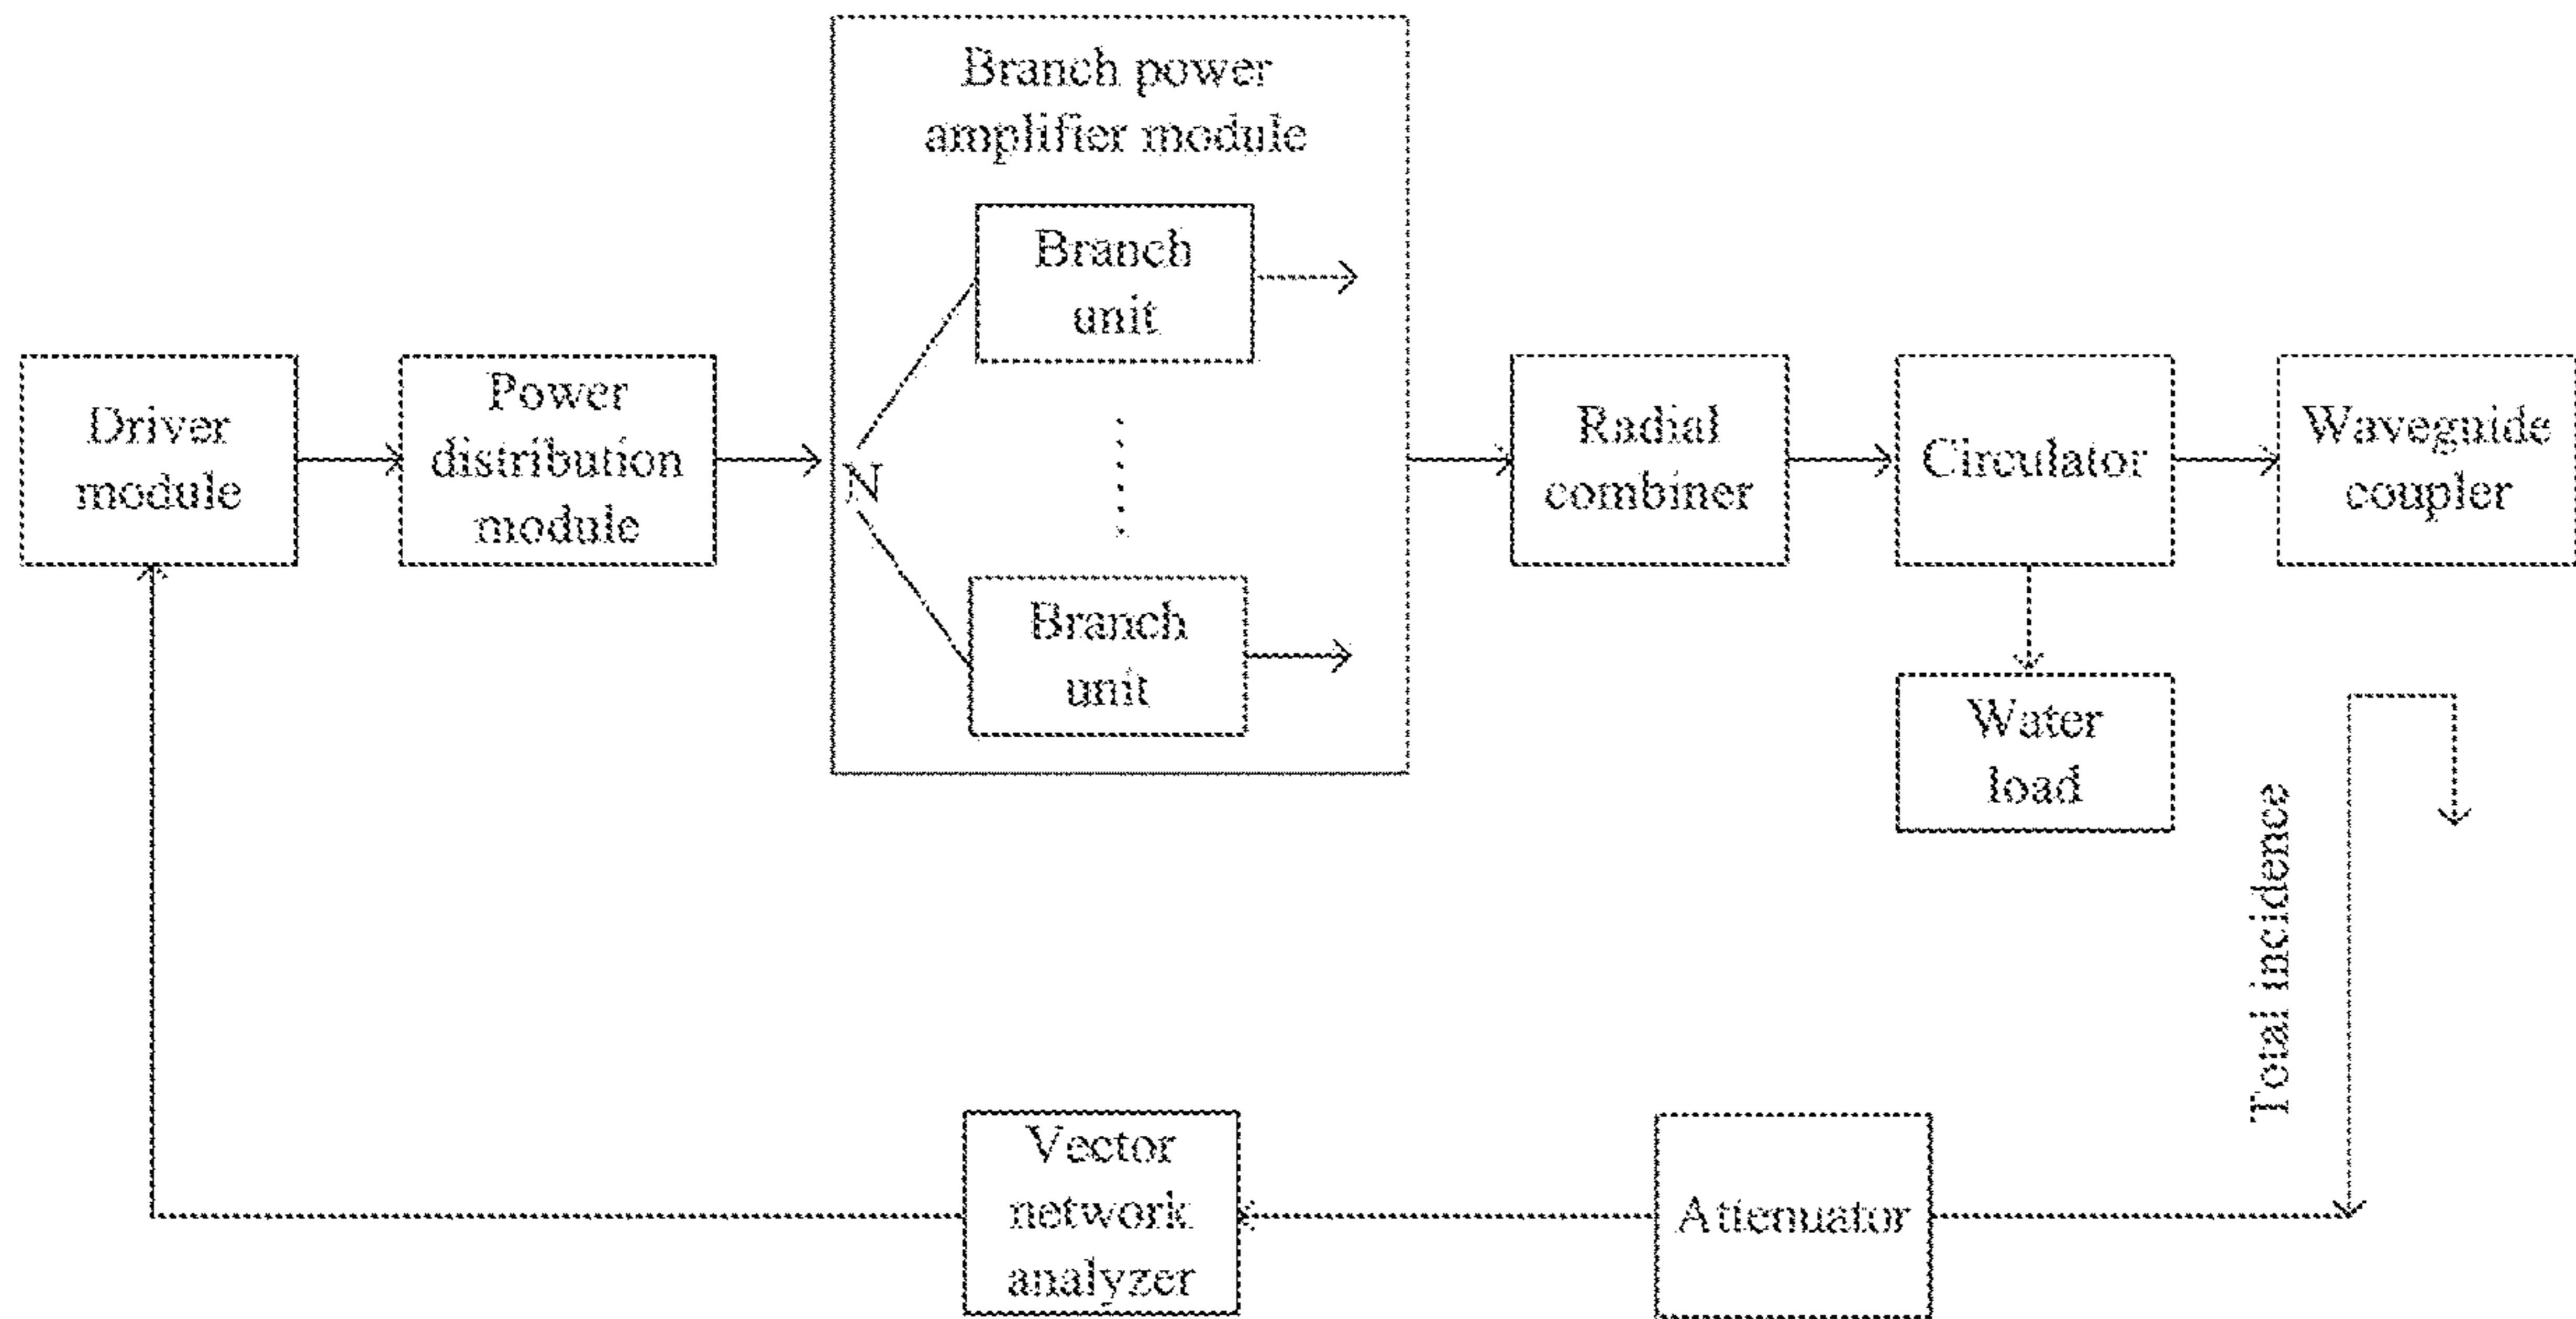 Branch power
amplifier module
Branch
unit
Driver
module
Power
distribution
module
N
Branch
unit
Radial
combiner
Circulator
Waveguide
coupler
Water
load
Total incidence
Vector
network
analyzer
Attenuator